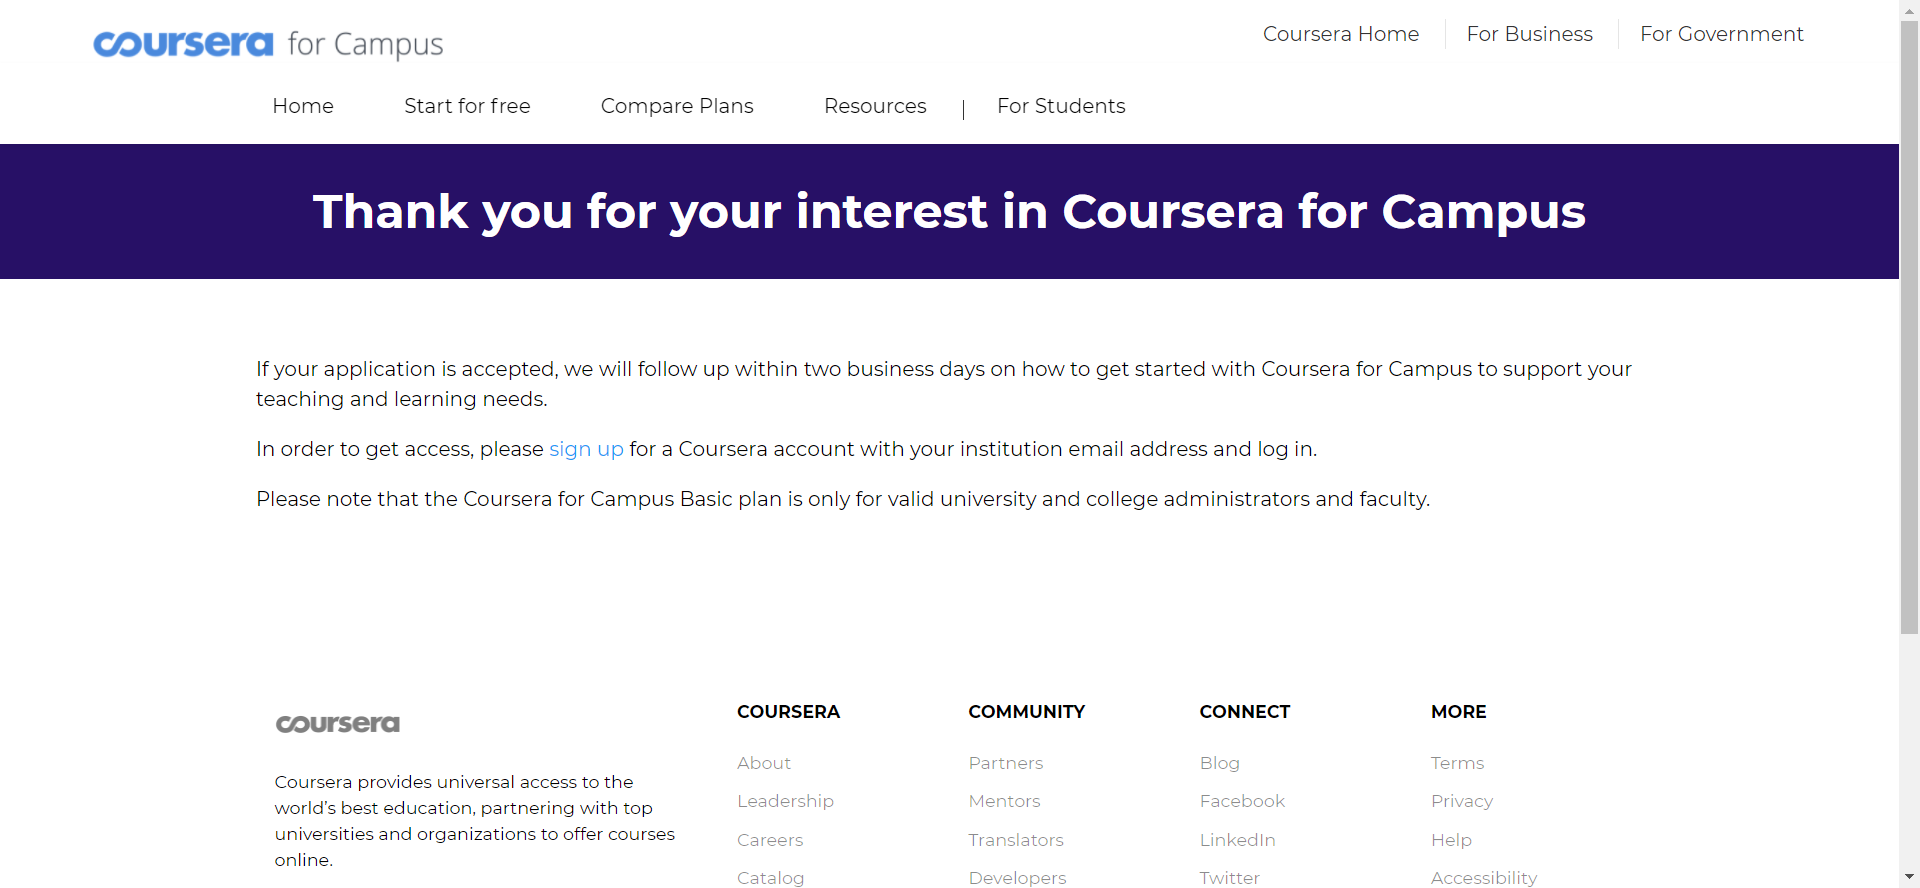 coursera for Campus
Coursera Home
For Business
For Government
Home
Start for free
Compare Plans
Resources
|
For Students
Thank you for your interest in Coursera for Campus
If your application is accepted, we will follow up within two business days on how to get started with Coursera for Campus to support your
teaching and learning needs.
In order to get access, please sign up for a Coursera account with your institution email address and log in.
Please note that the Coursera for Campus Basic plan is only for valid university and college administrators and faculty.
coursera
Coursera provides universal access to the
world’s best education, partnering with top
universities and organizations to offer courses
online.
COURSERA
About
Leadership
Careers
Catalog
COMMUNITY
Partners
Mentors
Translators
Developers
CONNECT
Blog
Facebook
LinkedIn
Twitter
MORE
Terms
Privacy
Help
Accessibility